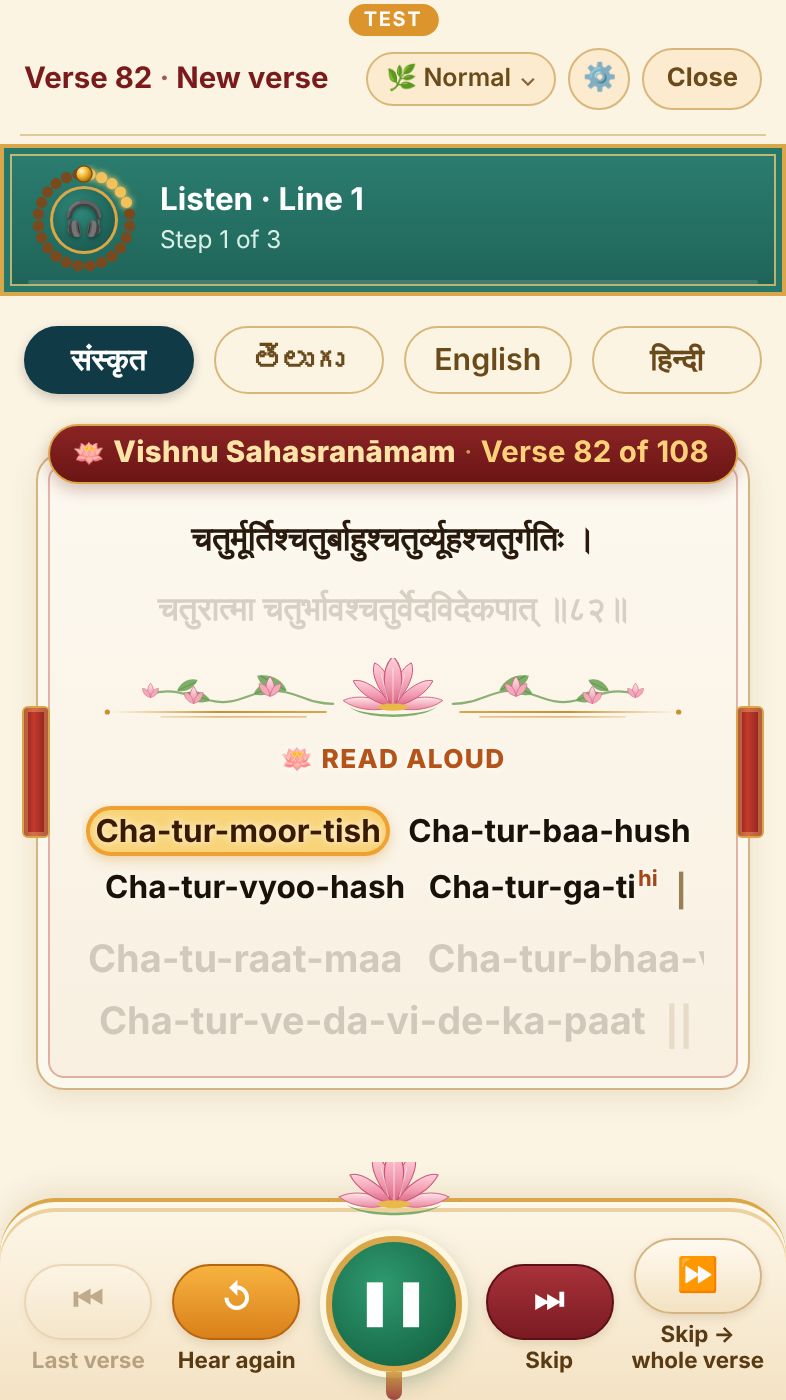 TEST
Verse 82 · New verse
Normal
Close
Listen · Line 1
Step 1 of 3
संस्कृत
తెలుగు
English
हिन्दी
Vishnu Sahasranāmam · Verse 82 of 108
चतुर्मूर्तिश्चतुर्बाहुश्चतुर्व्यूहश्चतुर्गतिः ।
चतुरात्मा चतुर्भावश्चतुर्वेदविदेकपात् ॥८२॥
READ ALOUD
Cha-tur-moor-tish Cha-tur-baa-hush
Cha-tur-vyoo-hash Cha-tur-ga-tihi |
Cha-tu-raat-maa Cha-tur-bhaa-
Cha-tur-ve-da-vi-de-ka-paat ||
Last verse
Hear again
Skip
Skip →
whole verse